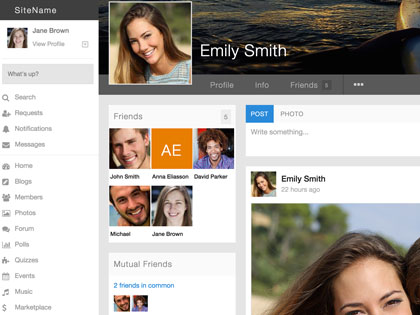 SiteName
Jane Brown
View Profile
What's up?
Search
Requests
Notifications
Messages
Home
Blogs
Members
Photos
Forum
Polls
Quizzes
Events
Music
Marketplace
Emily Smith
Profile Info Friends 5
Friends 5
AE
John Smith Anna Eliasson David Parker
Michael Jane Brown
Mutual Friends
2 friends in common
POST PHOTO
Write something...
Emily Smith
22 hours ago